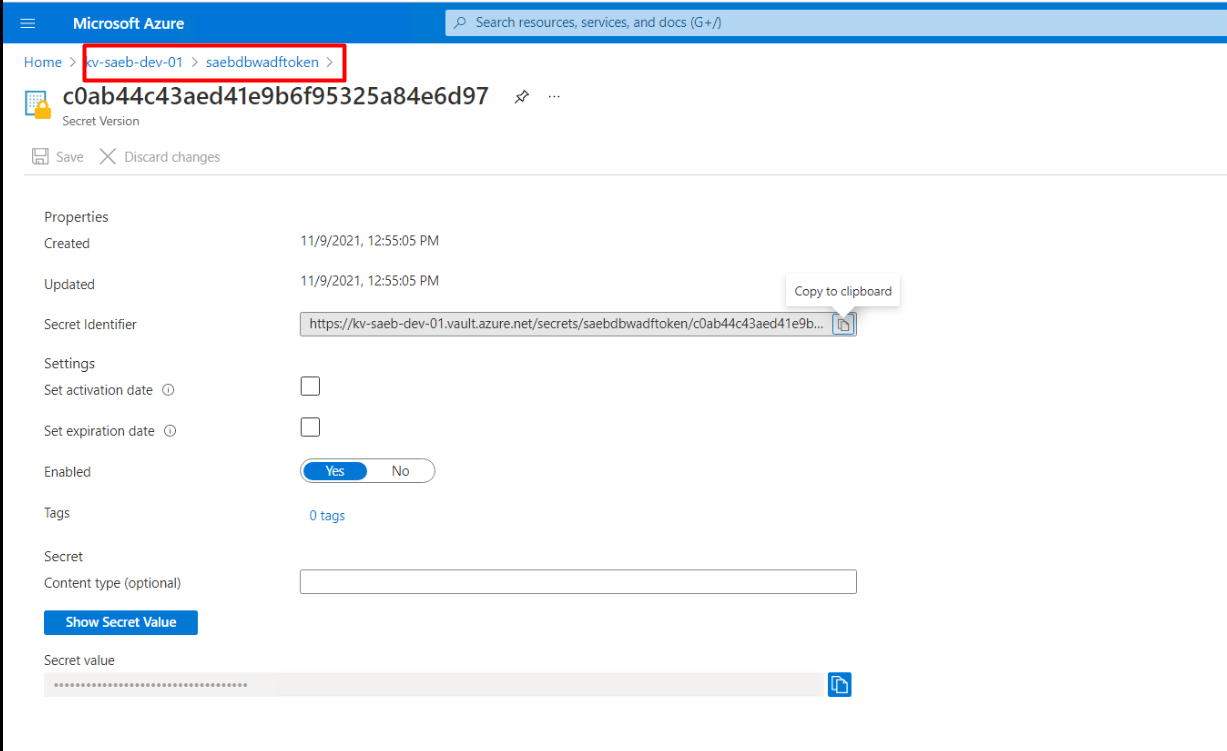 Microsoft Azure
Search resources, services, and docs (G+/)
Home > kv-saeb-dev-01 > saebdbwadftoken >
c0ab44c43aed41e9b6f95325a84e6d97
...
Secret Version
Save Discard changes
Properties
Created 11/9/2021, 12:55:05 PM
Updated 11/9/2021, 12:55:05 PM
Copy to clipboard
Secret Identifier https://kv-saeb-dev-01.vault.azure.net/secrets/saebdbwadftoken/c0ab44c43aed41e9b...
Settings
Set activation date
Set expiration date
Enabled Yes No
Tags 0 tags
Secret
Content type (optional)
Show Secret Value
Secret value
••••••••••••••••••••••••••••••••••••